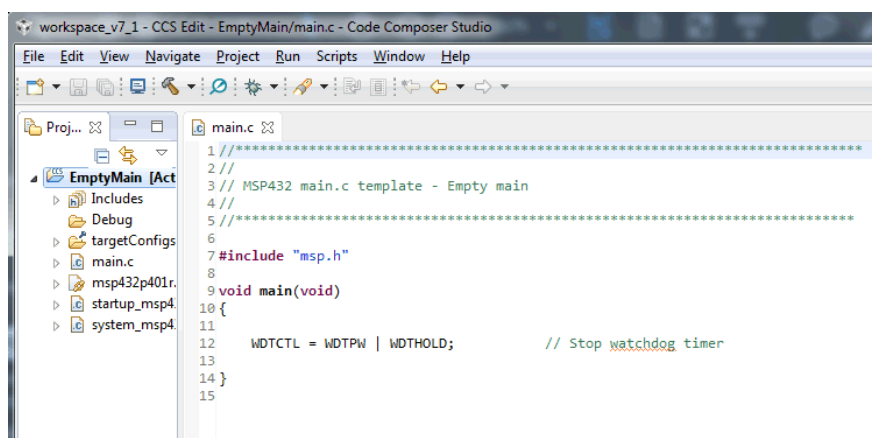 workspace_v7_1 - CCS Edit - EmptyMain/main.c - Code Composer Studio
File Edit View Navigate Project Run Scripts Window Help
Proj...
main.c
EmptyMain [Act
Includes
Debug
targetConfigs
main.c
msp432p401r.
startup_msp4
system_msp4
1 //*****************************************************************************
2 //
3 // MSP432 main.c template - Empty main
4 //
5 //****************************************************************************
6
7 #include "msp.h"
8
9 void main(void)
10 {
11
12     WDTCTL = WDTPW | WDTHOLD;           // Stop watchdog timer
13
14 }
15